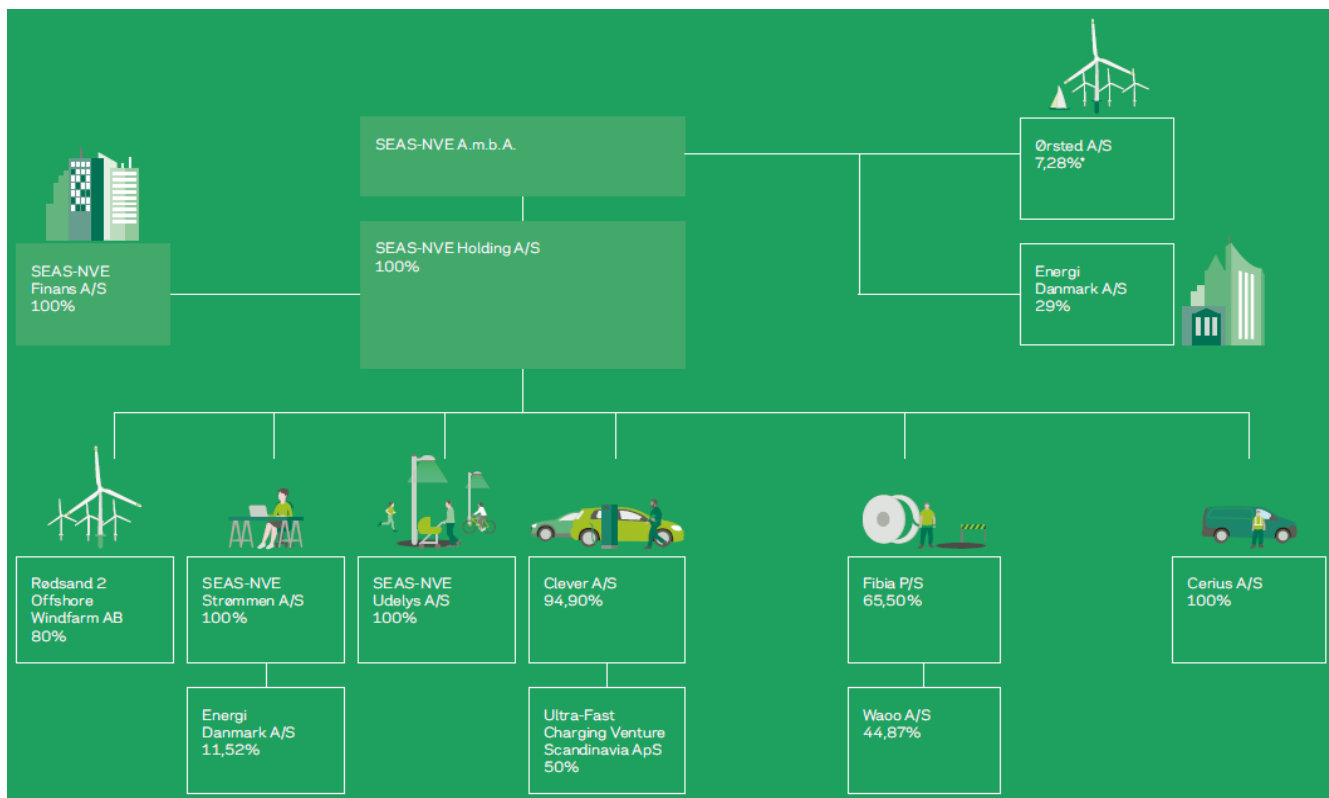 SEAS-NVE A.m.b.A.
Ørsted A/S
7,28%*
SEAS-NVE Holding A/S
100%
SEAS-NVE
Finans A/S
100%
Energi
Danmark A/S
29%
Rødsand 2
Offshore
Windfarm AB
80%
SEAS-NVE
Strømmen A/S
100%
SEAS-NVE
Udelys A/S
100%
Clever A/S
94,90%
Fibia P/S
65,50%
Cerius A/S
100%
Energi
Danmark A/S
11,52%
Ultra-Fast
Charging Venture
Scandinavia ApS
50%
Waoo A/S
44,87%